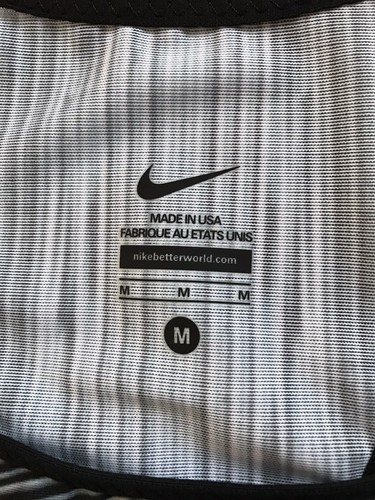 MADE IN USA
FABRIQUE AU ETATS UNIS
nikebetterworld.com
M M M
M